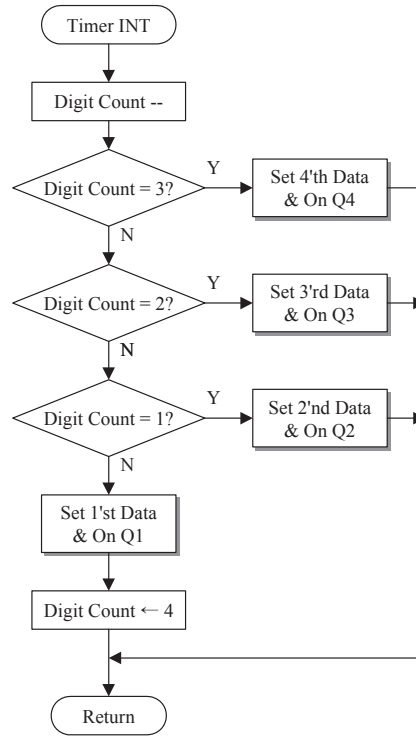 Timer INT
Digit Count --
Digit Count = 3?
Y
Set 4'th Data
& On Q4
N
Digit Count = 2?
Y
Set 3'rd Data
& On Q3
N
Digit Count = 1?
Y
Set 2'nd Data
& On Q2
N
Set 1'st Data
& On Q1
Digit Count ← 4
Return